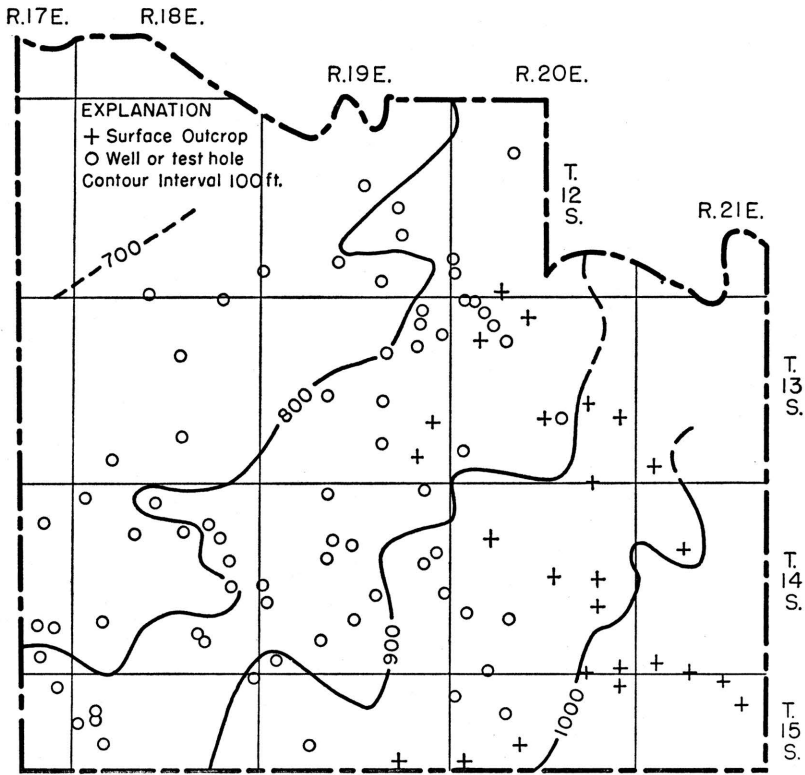 R.17E.
R.18E.
R.19E.
R.20E.
EXPLANATION
+ Surface Outcrop
o Well or test hole
Contour Interval 100 ft.
T.
12
S.
R.21E.
700
T.
13
S.
800
T.
14
S.
900
1000
T.
15
S.